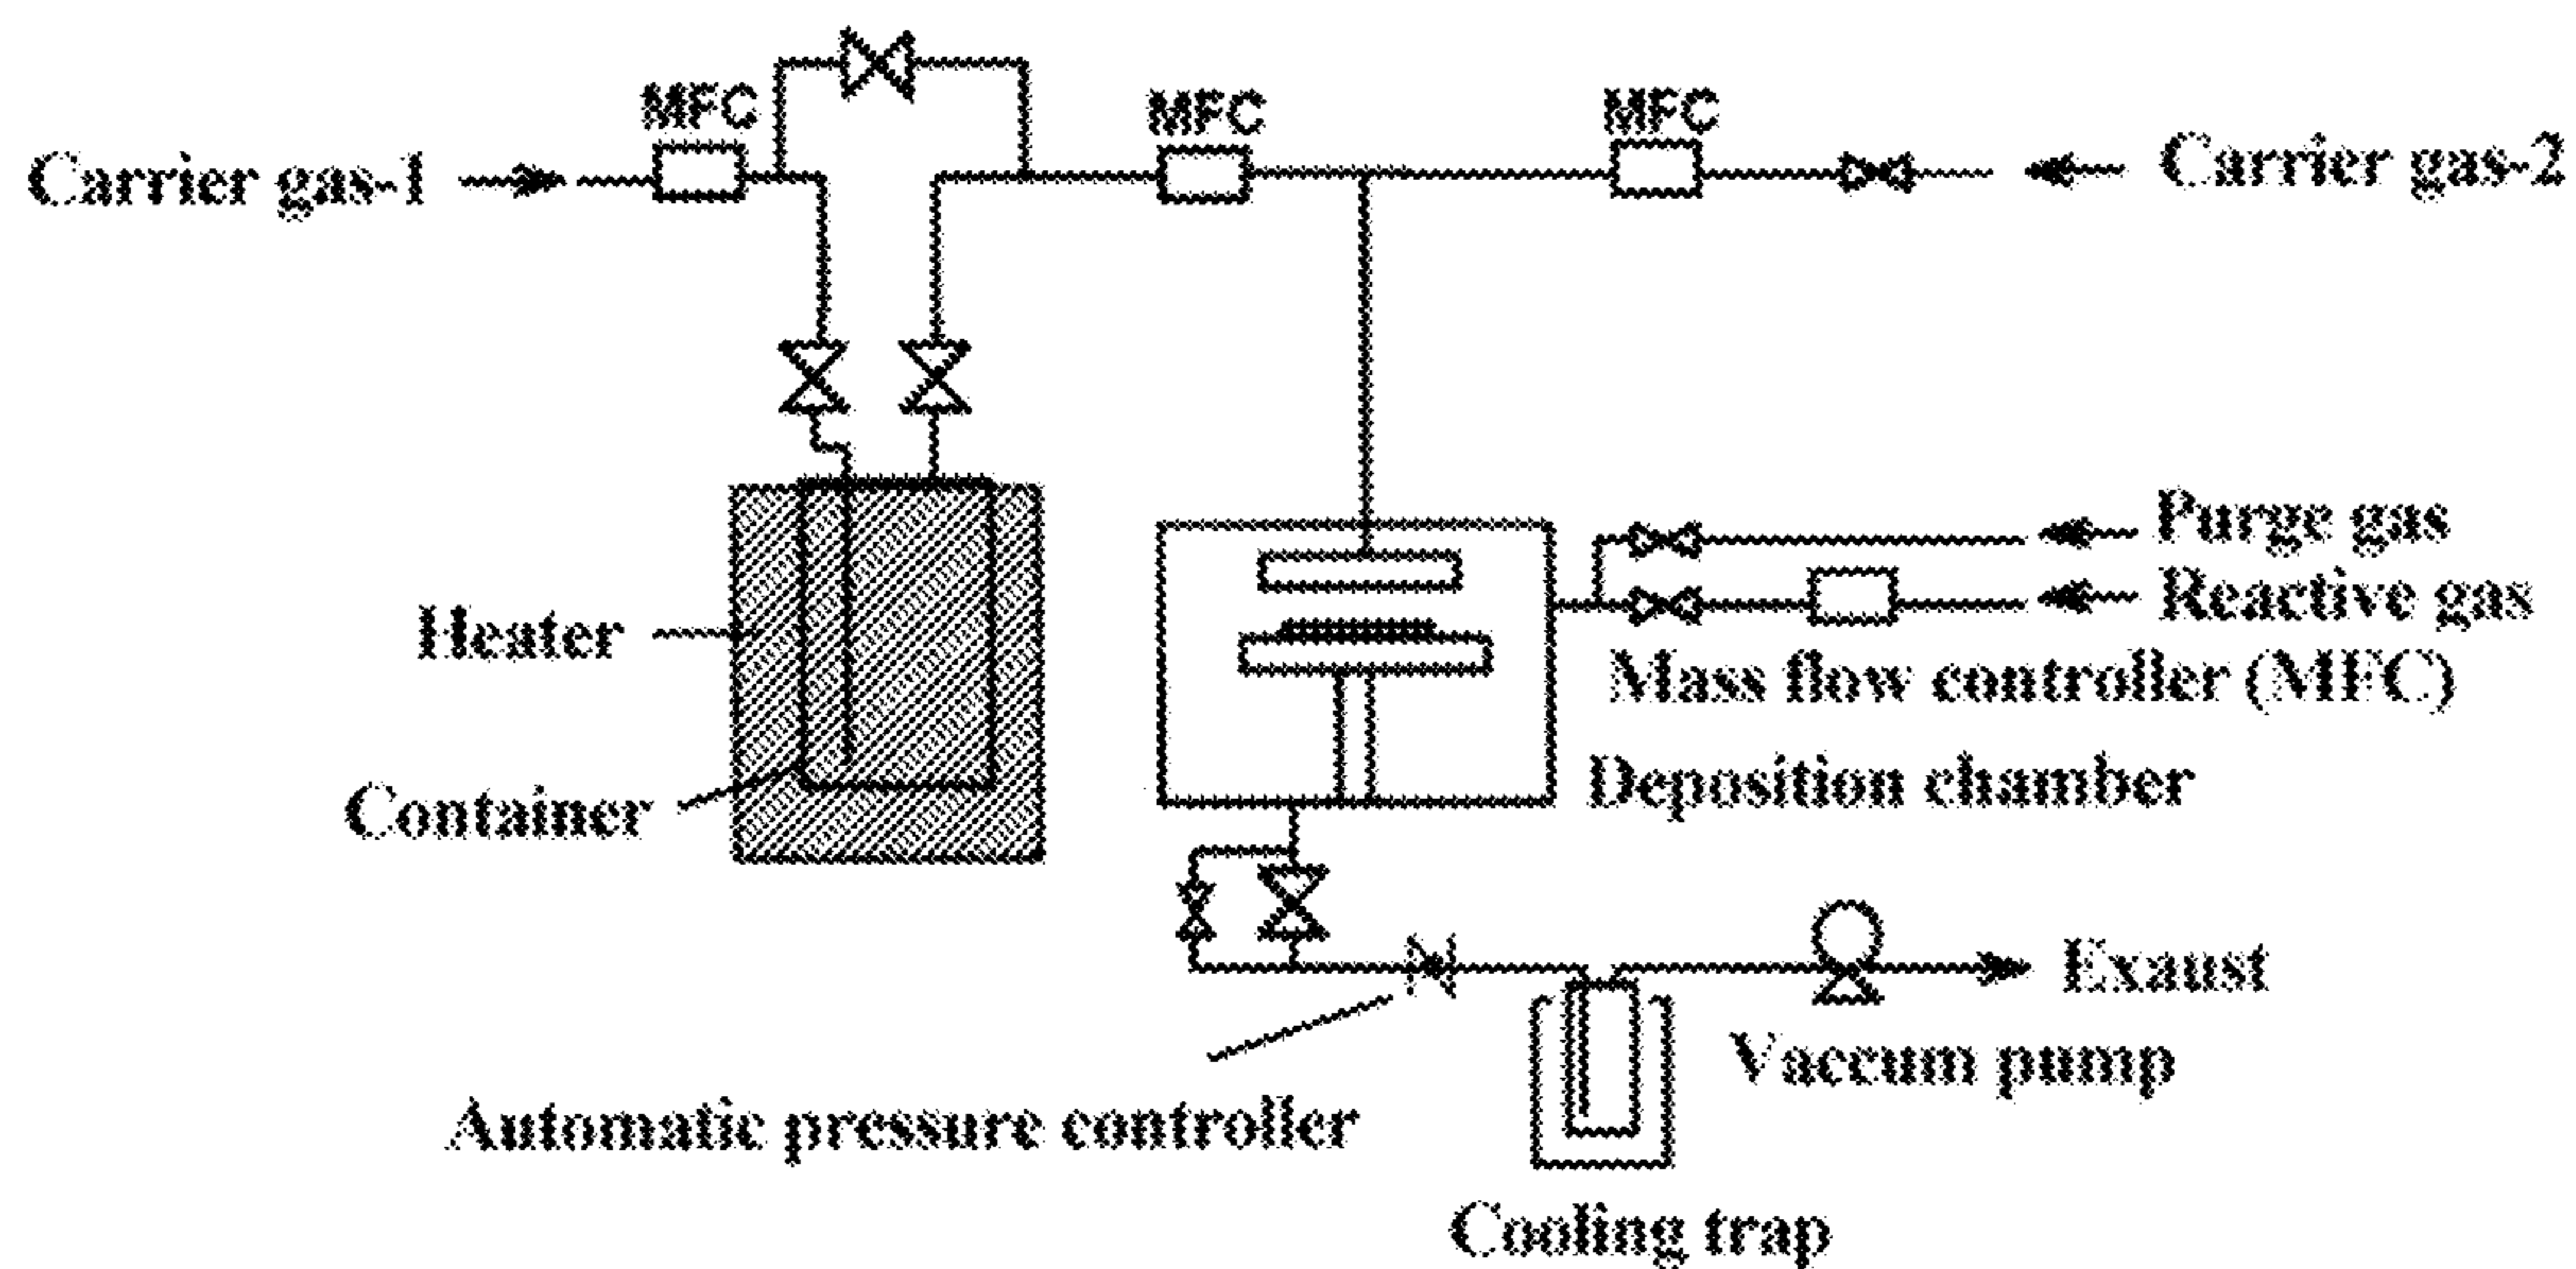 MFC
MFC
MFC
Carrier gas-1
Carrier gas-2
Purge gas
Reactive gas
Heater
Mass flow controller (MFC)
Container
Deposition chamber
Exaust
Vaccum pump
Automatic pressure controller
Cooling trap